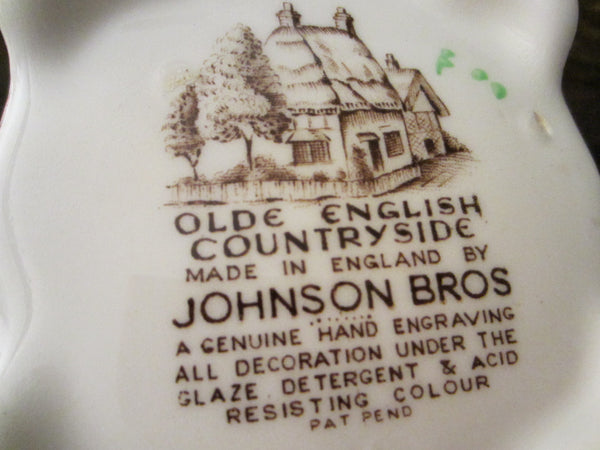 OLDE ENGLISH
COUNTRYSIDE
MADE IN ENGLAND BY
JOHNSON BROS
A GENUINE HAND ENGRAVING
ALL DECORATION UNDER THE
GLAZE. DETERGENT & ACID
RESISTING COLOUR
PAT PEND